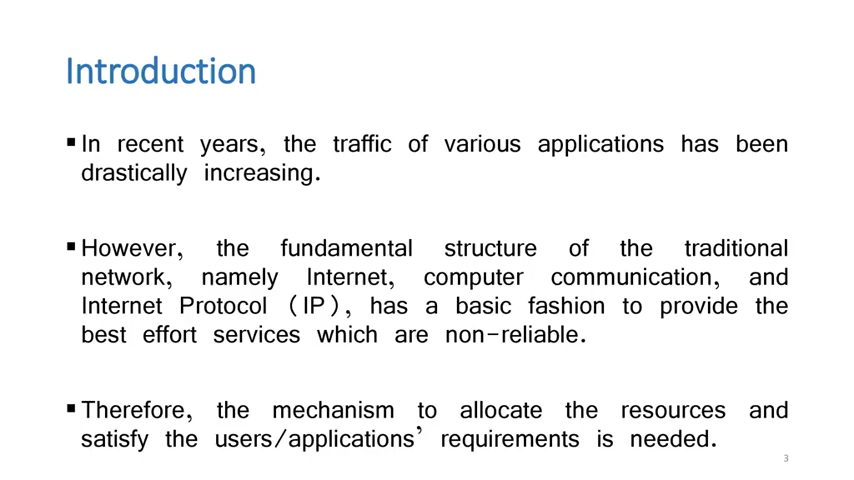 Introduction
▪In recent years, the traffic of various applications has been
drastically increasing.
▪However, the fundamental structure of the traditional
network, namely Internet, computer communication, and
Internet Protocol (IP), has a basic fashion to provide the
best effort services which are non-reliable.
▪Therefore, the mechanism to allocate the resources and
satisfy the users/applications’ requirements is needed.
3